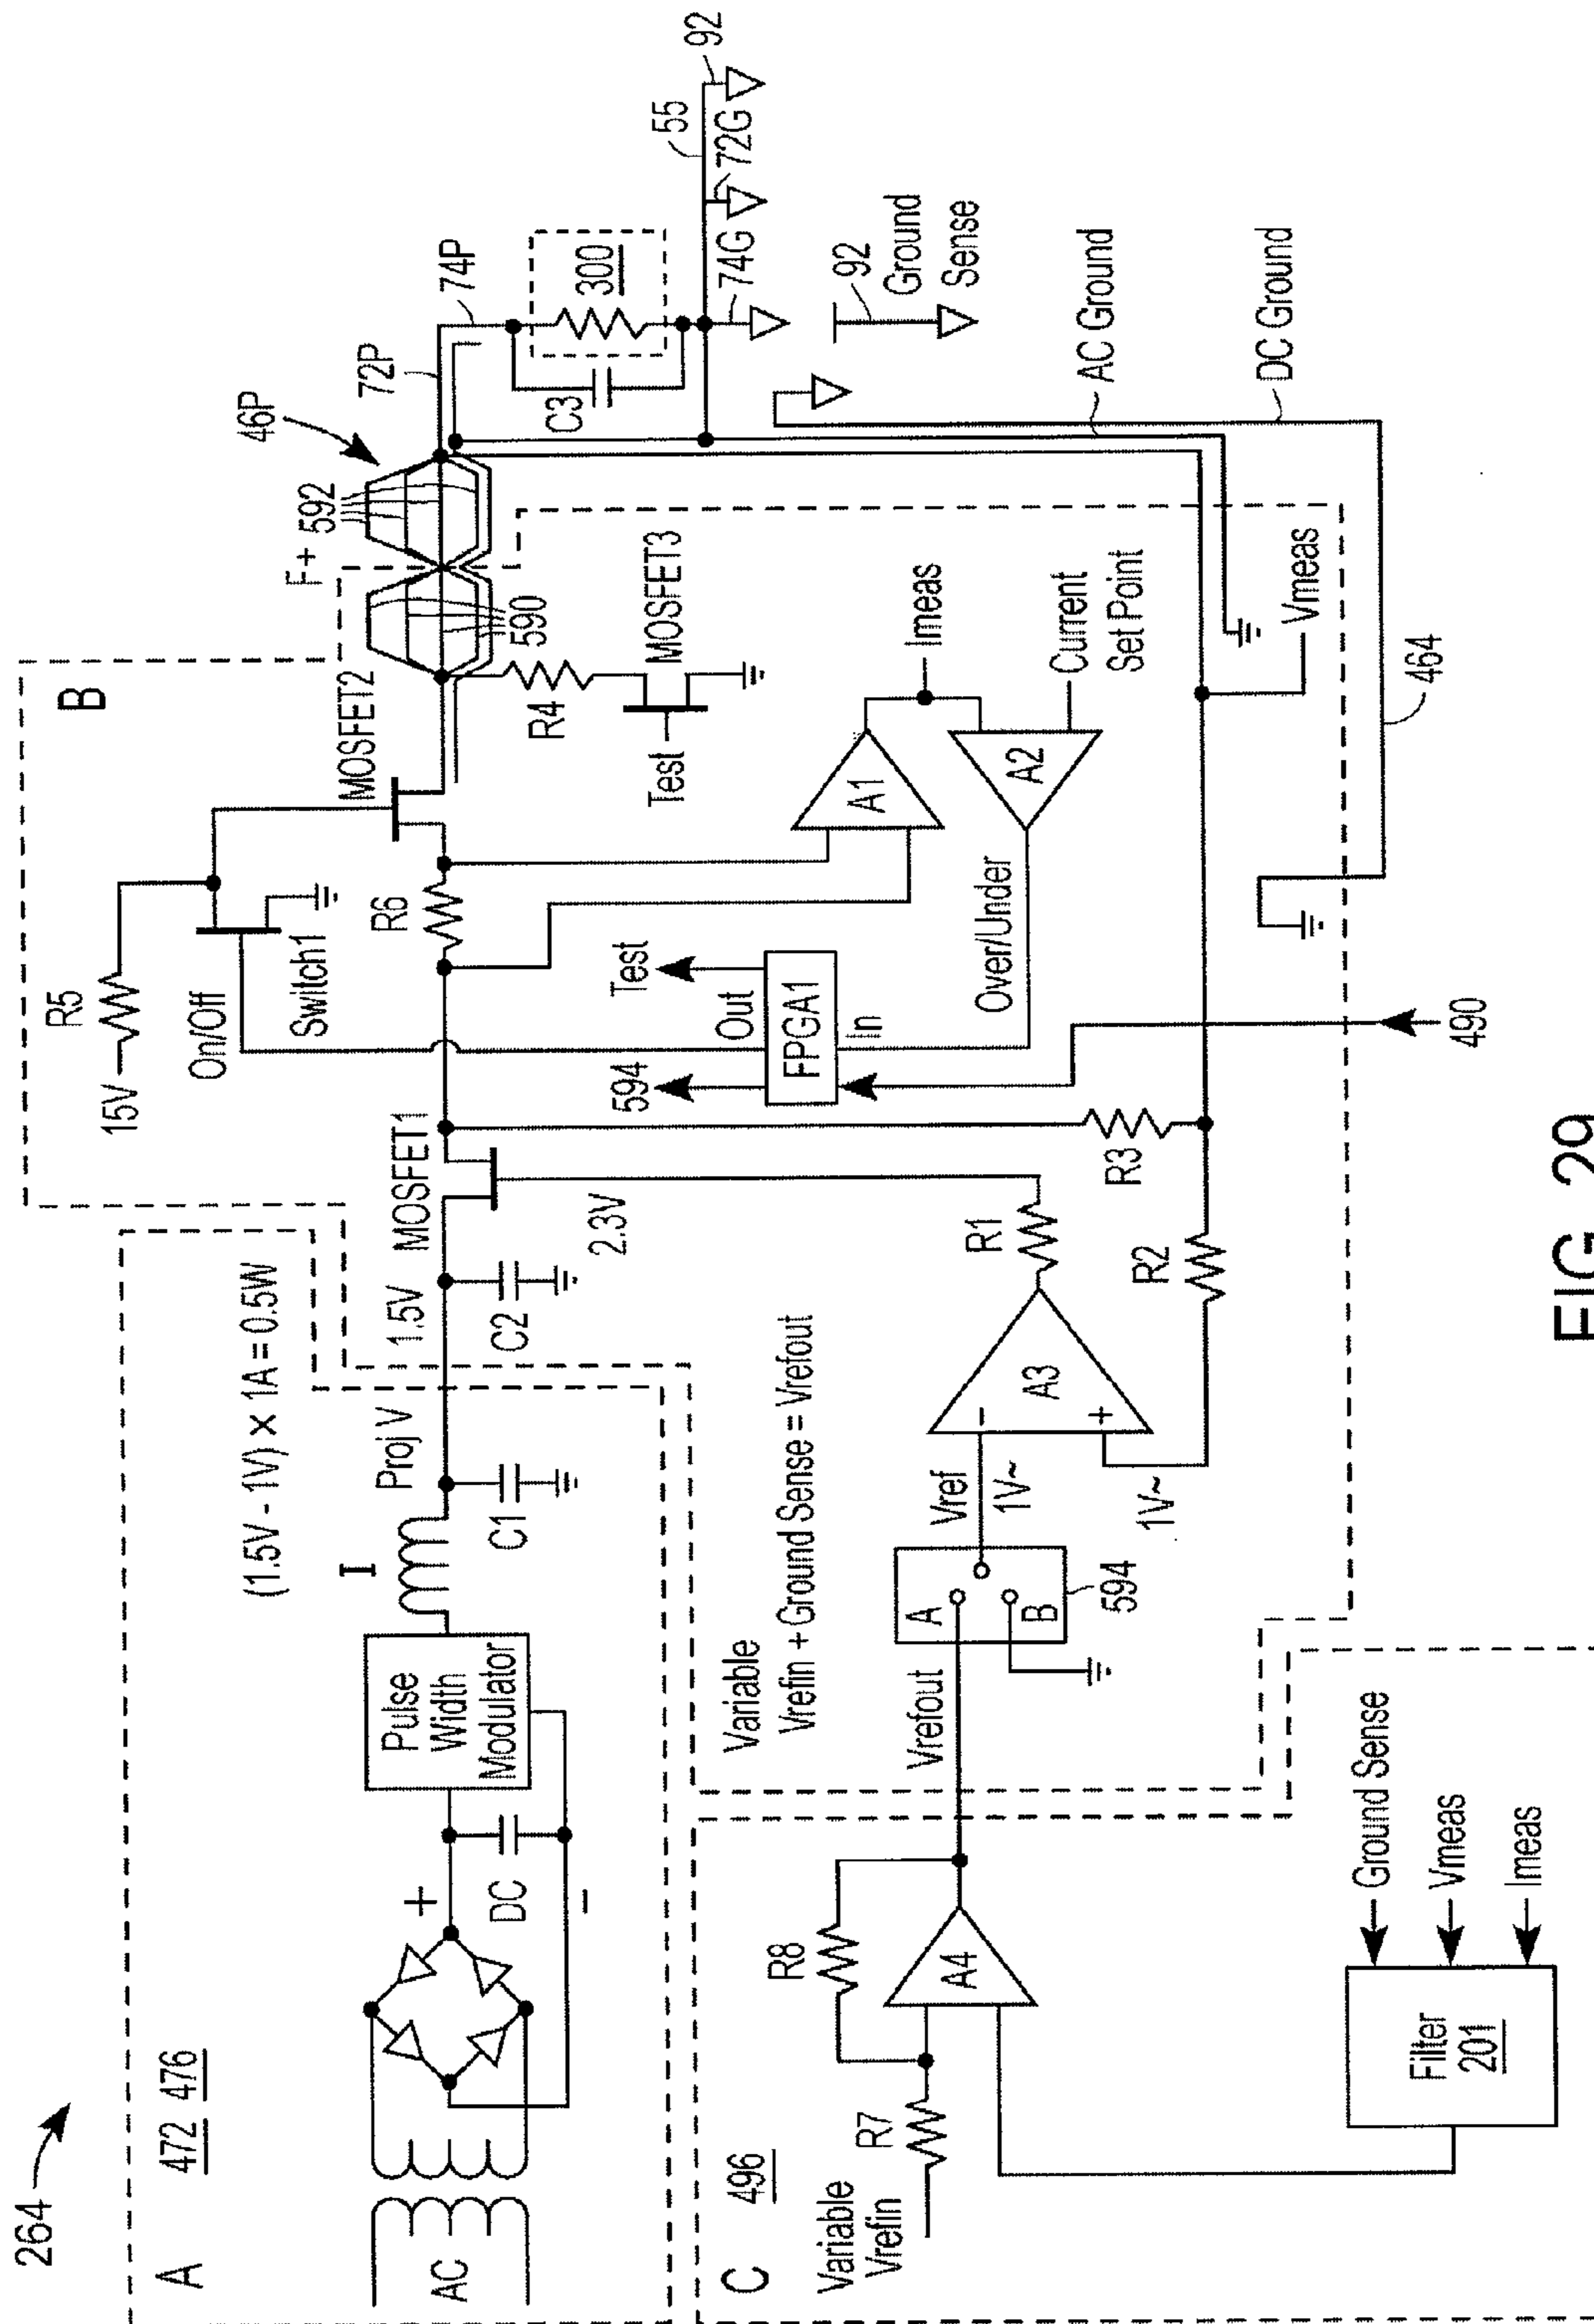 264
A
472 476
AC
+
DC
−
Pulse
Width
Modulator
I
C1
Proj V
(1.5V - 1V) × 1A = 0.5W
1.5V
C2
MOSFET1
2.3V
B
15V
R5
On/Off
Switch1
R6
MOSFET2
594
Test
Out
FPGA1
In
Over/Under
A1
A2
Imeas
Current
Set Point
Test
R4
MOSFET3
590
F+
592
46P
72P
74P
C3
300
74G
72G
55
92
92
Ground
Sense
AC Ground
DC Ground
464
Vmeas
490
R3
R2
R1
A3
−
+
Vref
1V~
1V~
A
B
594
Variable
Vrefin + Ground Sense = Vrefout
Vrefout
C
496
Variable
Vrefin
R7
R8
A4
Filter
201
Ground Sense
Vmeas
Imeas
FIG. 29